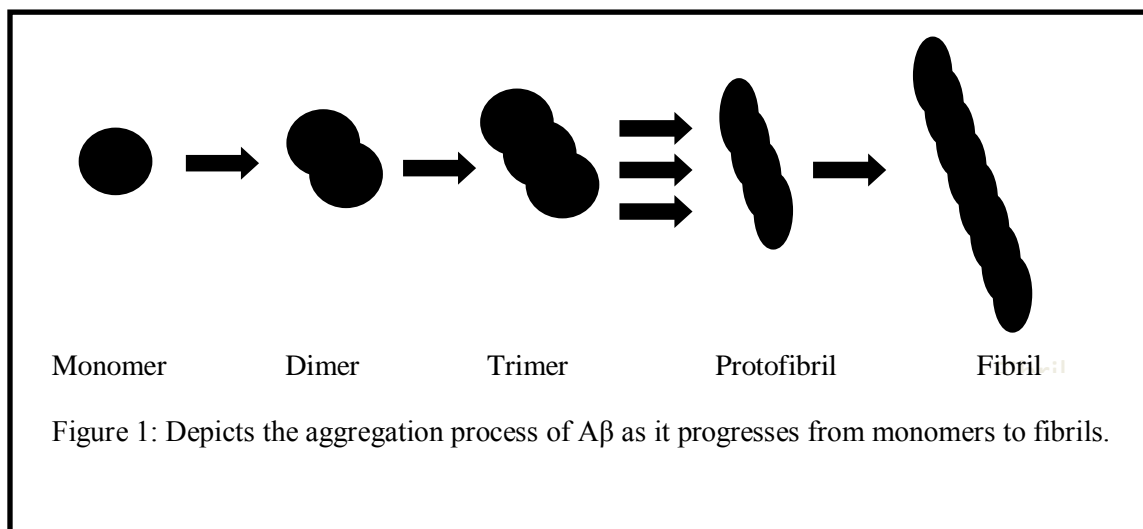 Monomer Dimer Trimer Protofibril Fibril
Figure 1: Depicts the aggregation process of Aβ as it progresses from monomers to fibrils.